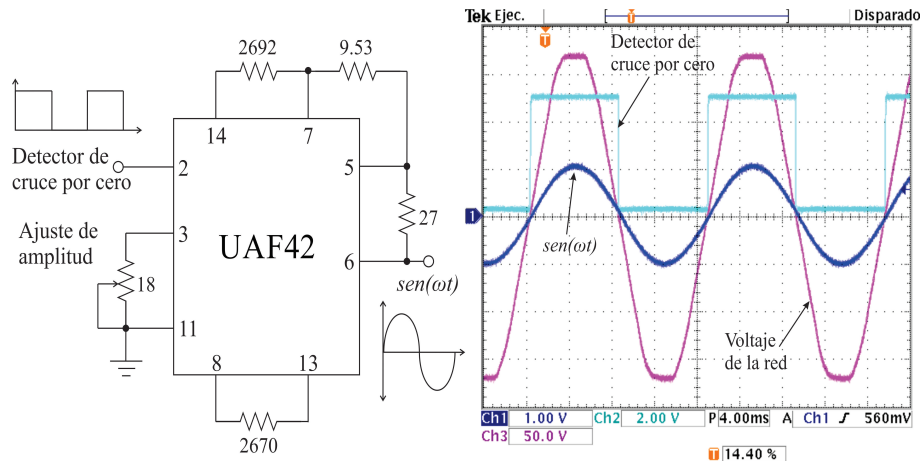 2692
9.53
14
7
Detector de
cruce por cero
2
5
3
Ajuste de
amplitud
18
UAF42
27
6
sen(ωt)
11
8
13
2670
Tek Ejec.
T
Disparado
T
Detector de
cruce por cero
1
sen(ωt)
Voltaje
de la red
Ch1 1.00 V Ch2 2.00 V P 4.00ms A Ch1 560mV
Ch3 50.0 V
T 14.40 %